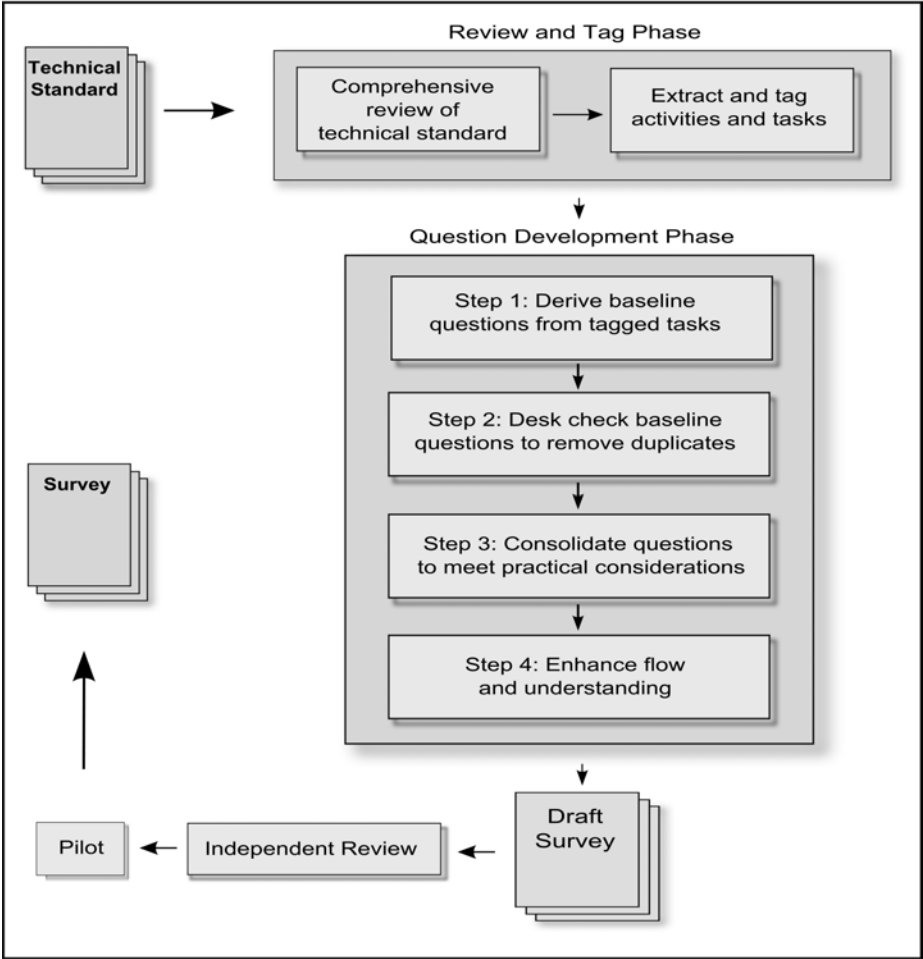 Review and Tag Phase
Technical
Standard
Comprehensive
review of
technical standard
Extract and tag
activities and tasks
Question Development Phase
Step 1: Derive baseline
questions from tagged tasks
Step 2: Desk check baseline
questions to remove duplicates
Step 3: Consolidate questions
to meet practical considerations
Step 4: Enhance flow
and understanding
Draft
Survey
Independent Review
Pilot
Survey